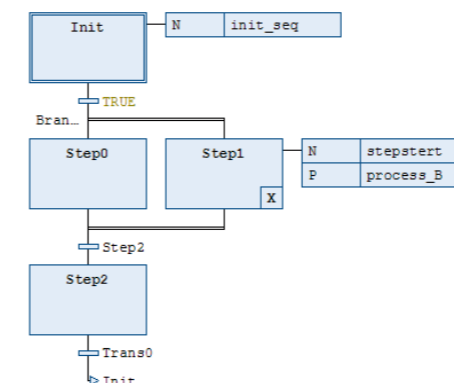 Init N init_seq
TRUE
Bran...
Step0 Step1 N stepstert
P process_B
X
Step2
Step2
Trans0
Init